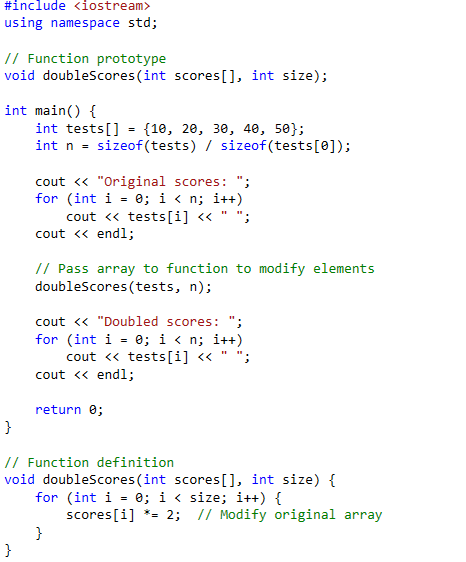 #include <iostream>
using namespace std;

// Function prototype
void doubleScores(int scores[], int size);

int main() {
    int tests[] = {10, 20, 30, 40, 50};
    int n = sizeof(tests) / sizeof(tests[0]);

    cout << "Original scores: ";
    for (int i = 0; i < n; i++)
        cout << tests[i] << " ";
    cout << endl;

    // Pass array to function to modify elements
    doubleScores(tests, n);

    cout << "Doubled scores: ";
    for (int i = 0; i < n; i++)
        cout << tests[i] << " ";
    cout << endl;

    return 0;
}

// Function definition
void doubleScores(int scores[], int size) {
    for (int i = 0; i < size; i++) {
        scores[i] *= 2;  // Modify original array
    }
}